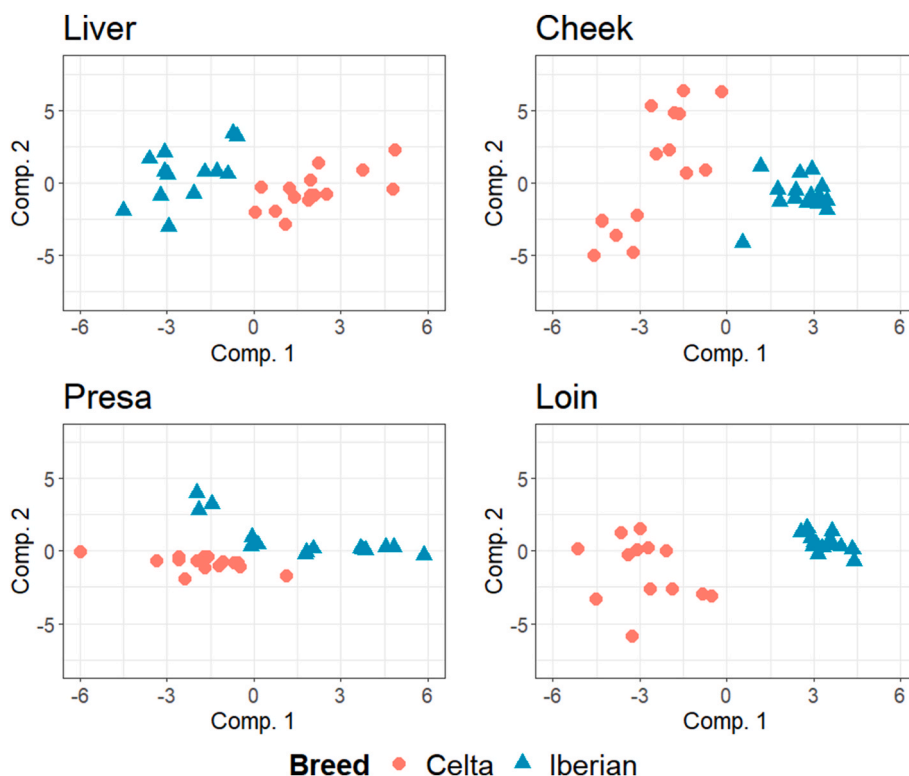 Liver
Cheek
Comp. 2
5
0
-5
-6 -3 0 3 6
Comp. 1
Comp. 2
5
0
-5
-6 -3 0 3 6
Comp. 1
Presa
Loin
Comp. 2
5
0
-5
-6 -3 0 3 6
Comp. 1
Comp. 2
5
0
-5
-6 -3 0 3 6
Comp. 1
Breed Celta Iberian